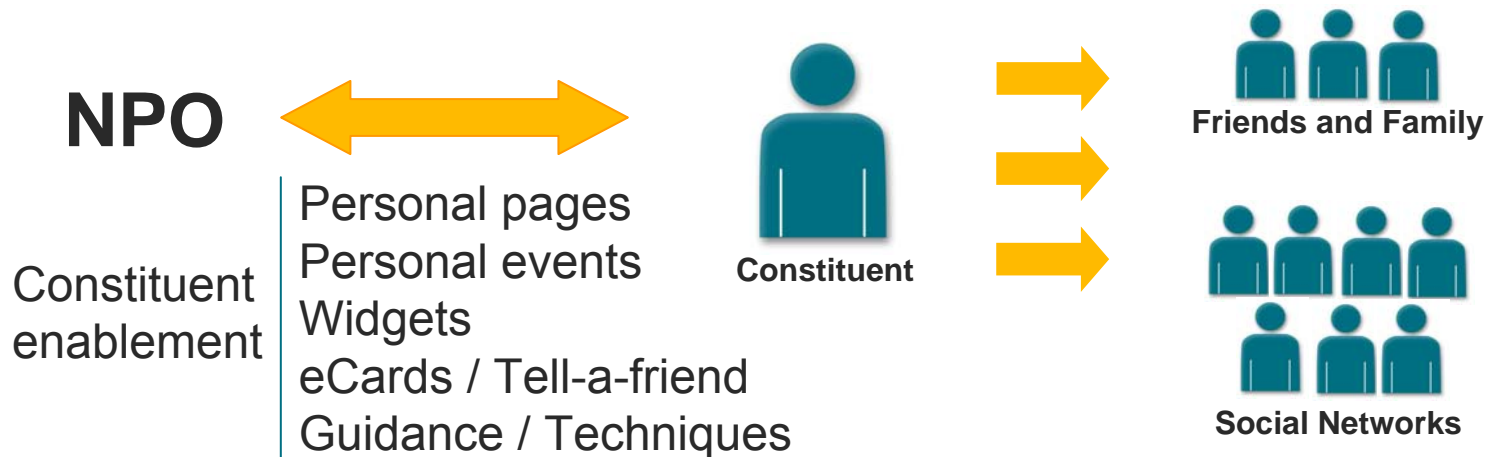 NPO
Constituent
enablement
Personal pages
Personal events
Widgets
eCards / Tell-a-friend
Guidance / Techniques
Constituent
Friends and Family
Social Networks